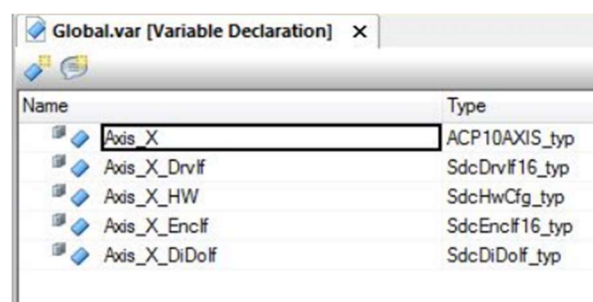 Global.var [Variable Declaration] X
Name Type
Axis_X ACP10AXIS_typ
Axis_X_DrvIf SdcDrvIf16_typ
Axis_X_HW SdcHwCfg_typ
Axis_X_EncIf SdcEncIf16_typ
Axis_X_DiDoIf SdcDiDoIf_typ